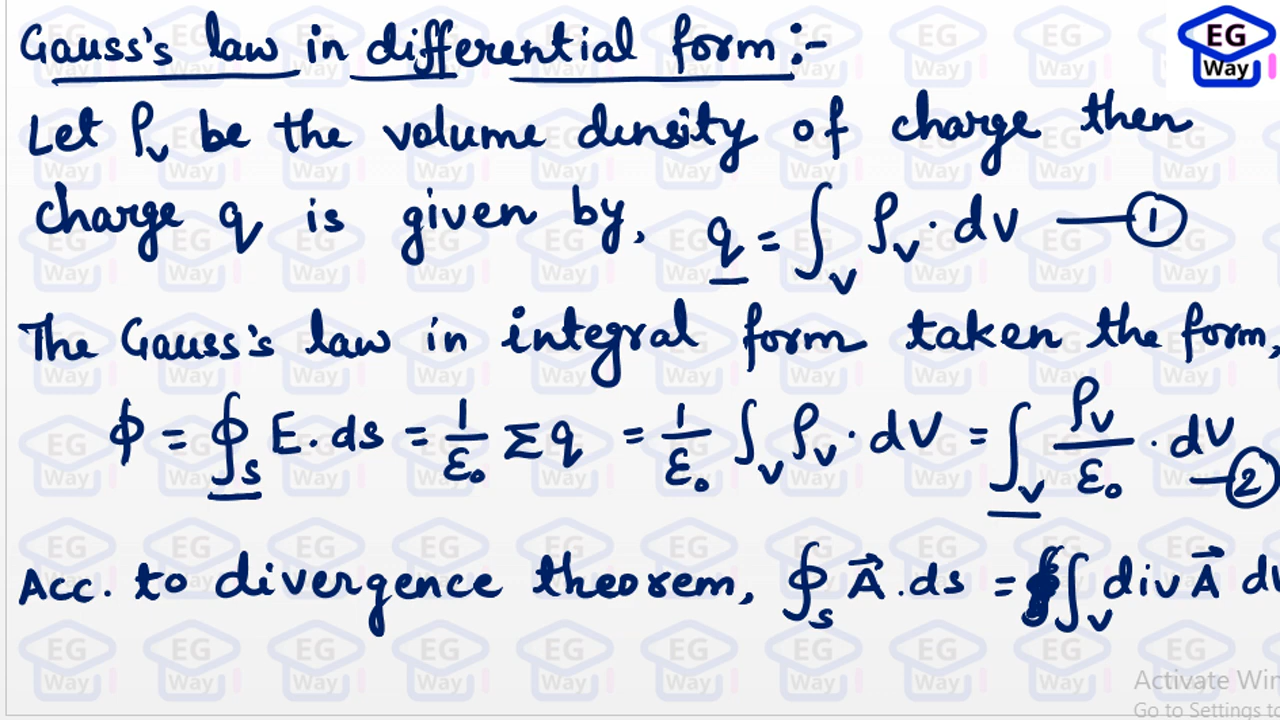 Gauss's law in differential form:-
EG
Way
Let ρᵥ be the volume density of charge then
charge q is given by, q = ∫ᵥ ρᵥ · dv — ①
The Gauss's law in integral form taken the form,
ϕ = ∮ₛ E . ds = 1/ε₀ Σq = 1/ε₀ ∫ᵥ ρᵥ · dV = ∫ᵥ ρᵥ/ε₀ · dV — ②
Acc. to divergence theorem, ∮ₛ A⃗ . ds = ∫ᵥ div A⃗ dv
Activate Win
Go to Settings to